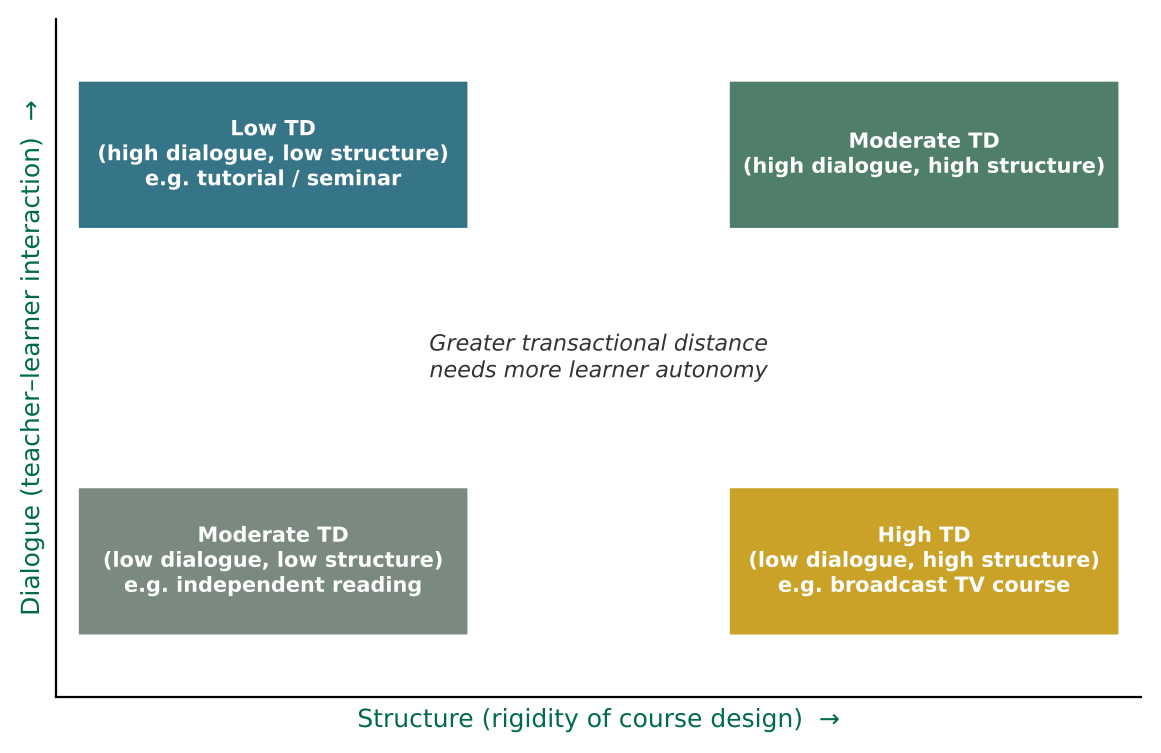 Dialogue (teacher–learner interaction) →
Low TD
(high dialogue, low structure)
e.g. tutorial / seminar
Moderate TD
(high dialogue, high structure)
Greater transactional distance
needs more learner autonomy
Moderate TD
(low dialogue, low structure)
e.g. independent reading
High TD
(low dialogue, high structure)
e.g. broadcast TV course
Structure (rigidity of course design) →